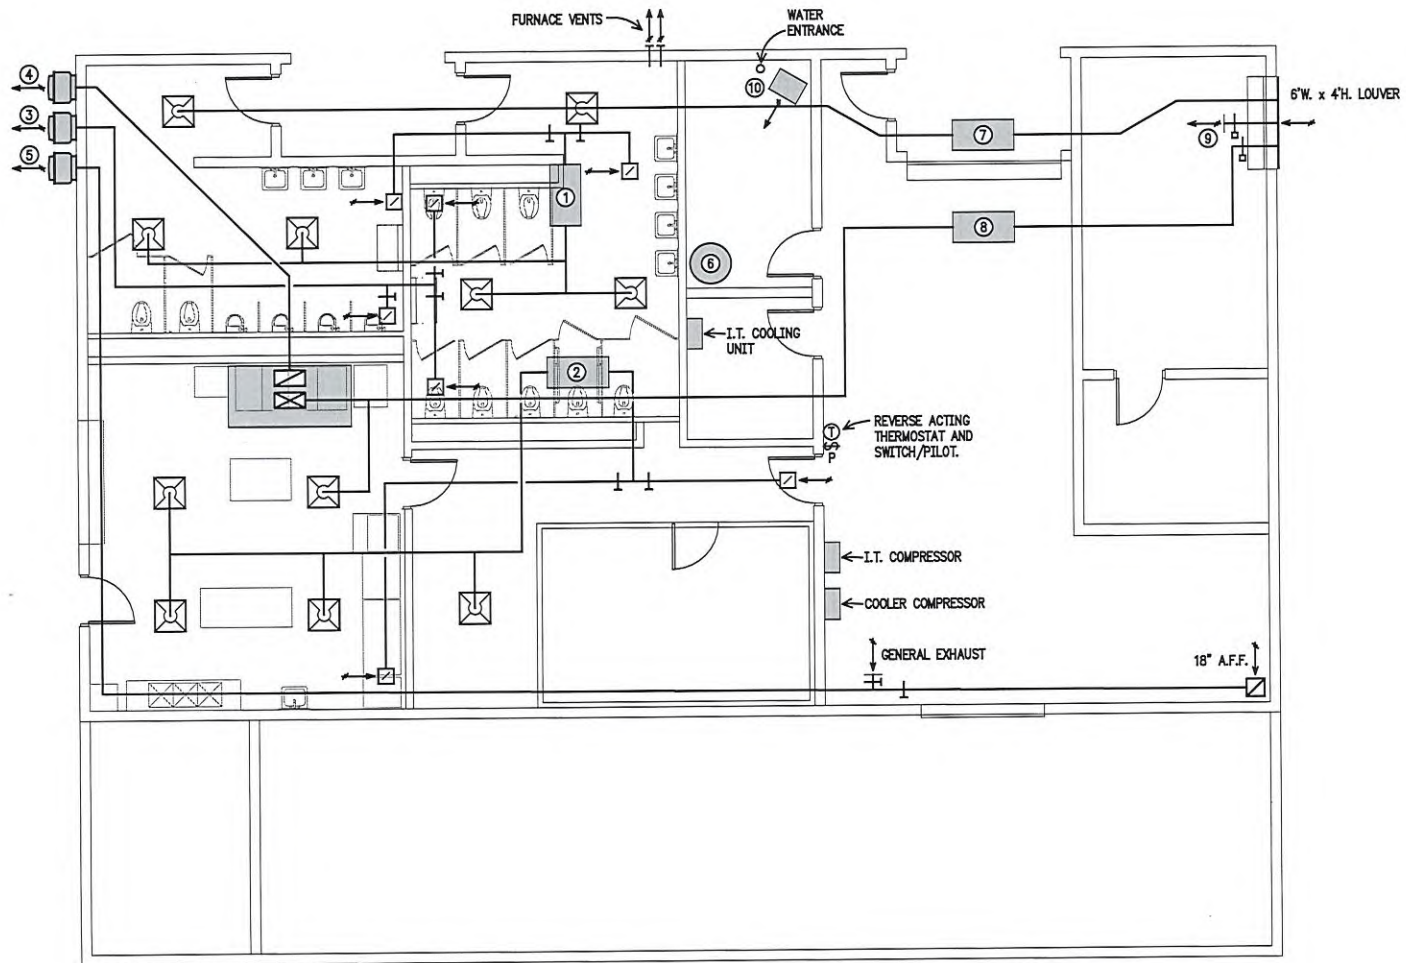 FURNACE VENTS
WATER
ENTRANCE
4
3
5
10
7
6'W. x 4'H. LOUVER
9
1
8
6
I.T. COOLING
UNIT
2
T
$
P
REVERSE ACTING
THERMOSTAT AND
SWITCH/PILOT.
I.T. COMPRESSOR
COOLER COMPRESSOR
GENERAL EXHAUST
18" A.F.F.